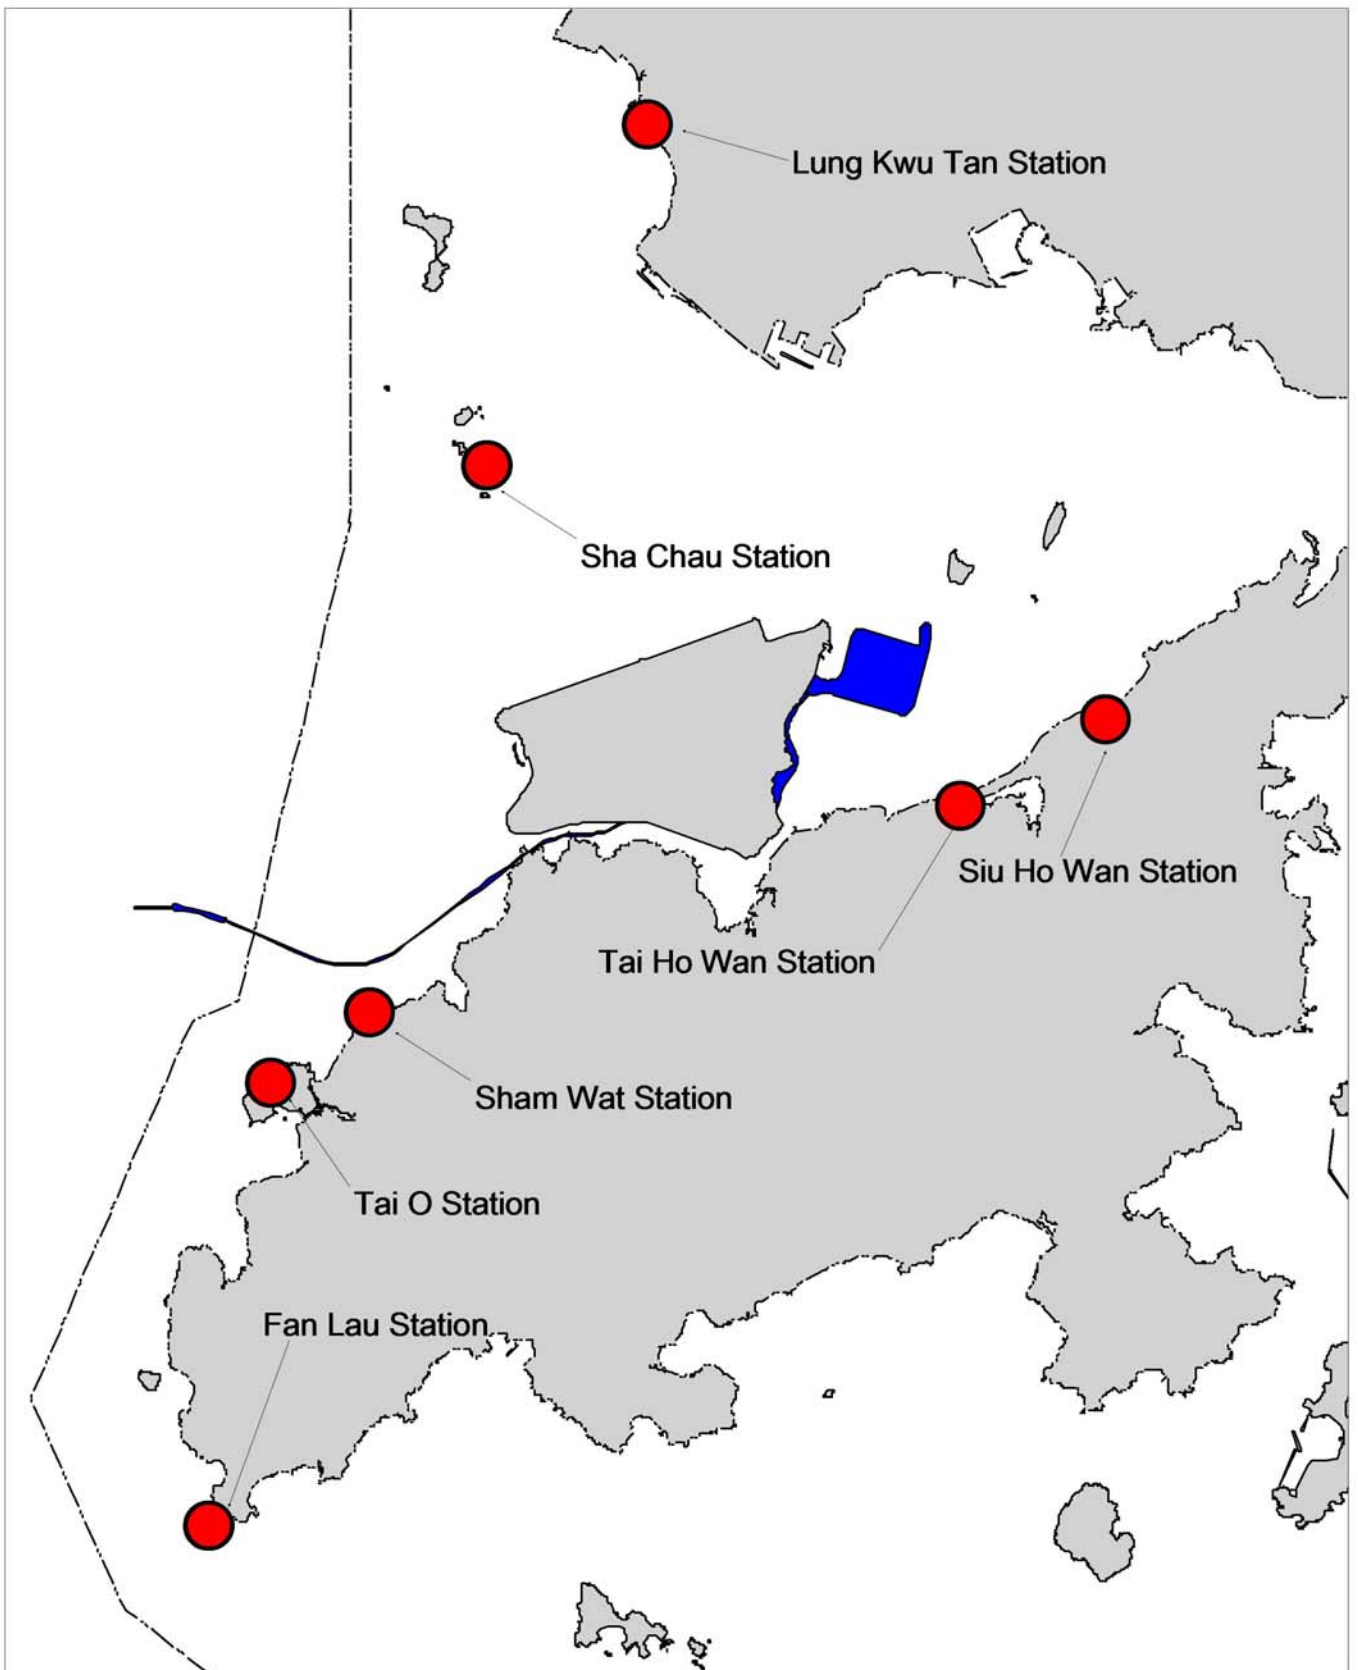 Lung Kwu Tan Station
Sha Chau Station
Siu Ho Wan Station
Tai Ho Wan Station
Sham Wat Station
Tai O Station
Fan Lau Station